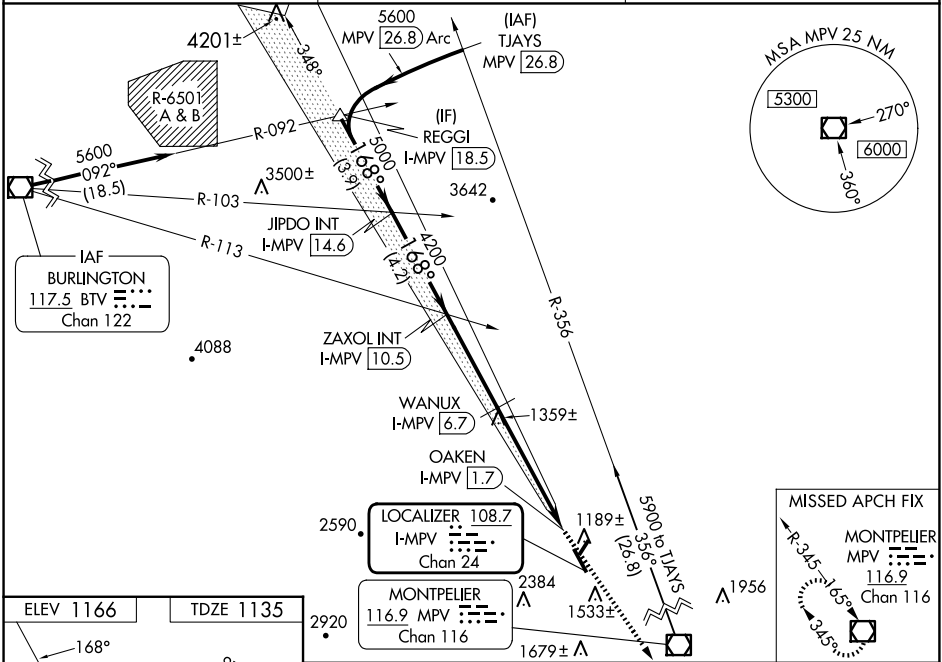 4201±
348°
5600
MPV 26.8 Arc
(IAF)
TJAYS
MPV 26.8
MSA MPV 25 NM
5300
270°
6000
360°
R-6501
A & B
R-092
(IF)
REGGI
I-MPV 18.5
5600
092°
(18.5)
3500±
168°
5000
(3.9)
3642
R-103
JIPDO INT
I-MPV 14.6
R-113
168°
4200
(4.2)
IAF
BURLINGTON
117.5 BTV
Chan 122
R-356
ZAXOL INT
I-MPV 10.5
4088
WANUX
I-MPV 6.7
1359±
OAKEN
I-MPV 1.7
LOCALIZER 108.7
I-MPV
Chan 24
2590
1189±
5900 to TJAYS
356°
(26.8)
MISSED APCH FIX
MONTPELIER
MPV
116.9
Chan 116
R-345
165°
345°
MONTPELIER
116.9 MPV
Chan 116
2384
1533±
1956
ELEV 1166
TDZE 1135
2920
1679±
168°